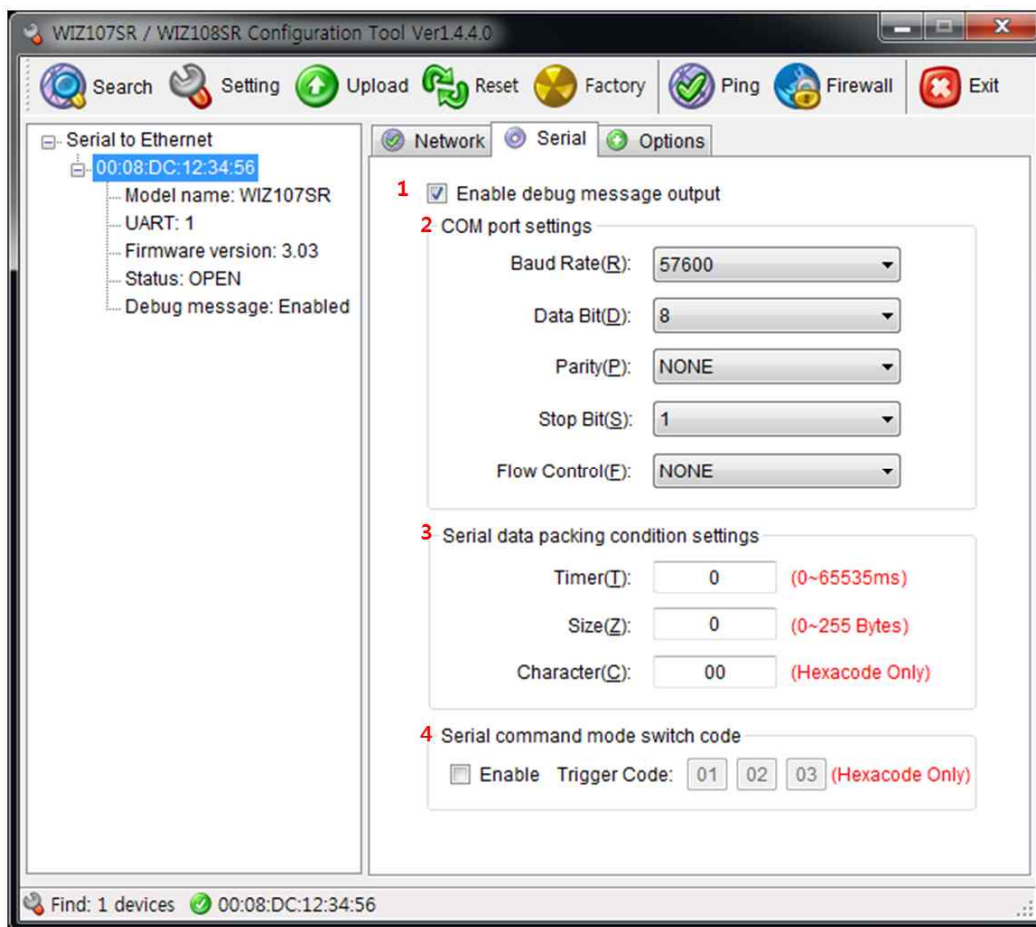 WIZ107SR / WIZ108SR Configuration Tool Ver1.4.4.0
Search Setting Upload Reset Factory Ping Firewall Exit
Serial to Ethernet
00:08:DC:12:34:56
Model name: WIZ107SR
UART: 1
Firmware version: 3.03
Status: OPEN
Debug message: Enabled
Network Serial Options
1 Enable debug message output
2 COM port settings
Baud Rate(R): 57600
Data Bit(D): 8
Parity(P): NONE
Stop Bit(S): 1
Flow Control(F): NONE
3 Serial data packing condition settings
Timer(T): 0 (0~65535ms)
Size(Z): 0 (0~255 Bytes)
Character(C): 00 (Hexacode Only)
4 Serial command mode switch code
Enable Trigger Code: 01 02 03 (Hexacode Only)
Find: 1 devices 00:08:DC:12:34:56